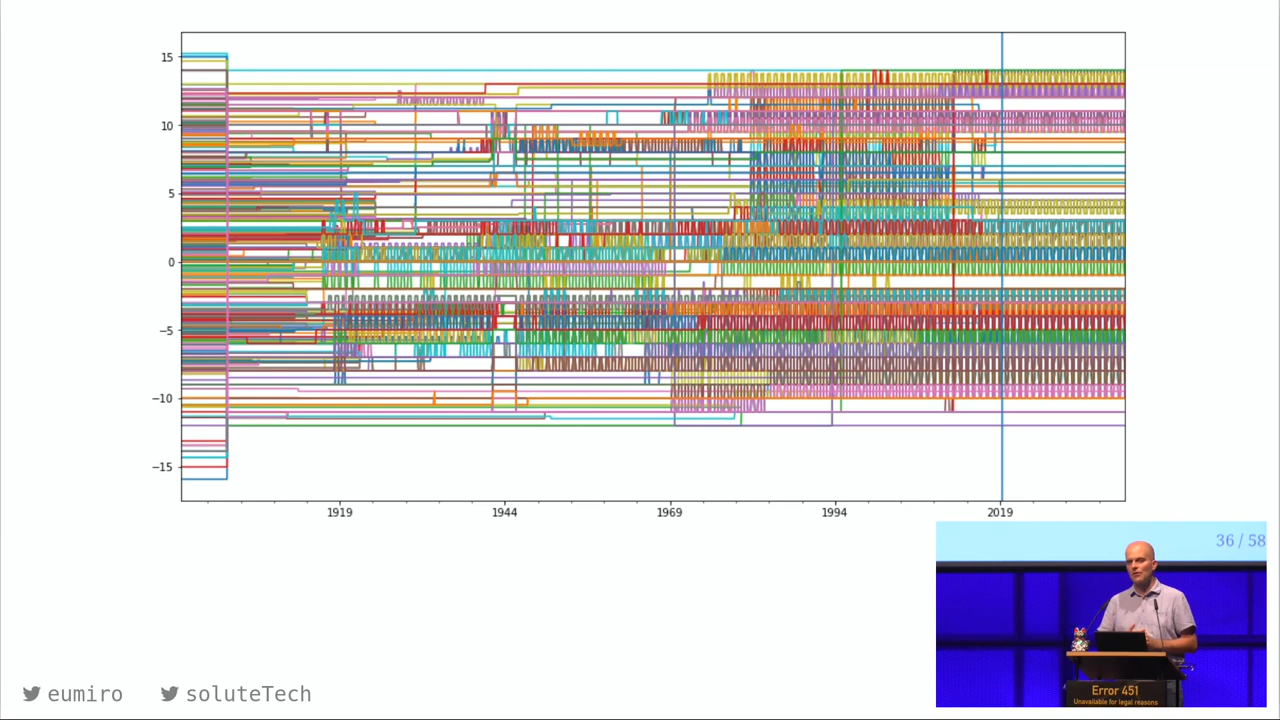 15
10
5
0
−5
−10
−15
1919 1944 1969 1994 2019
36 / 58
Error 451
Unavailable for legal reasons
eumiro soluteTech